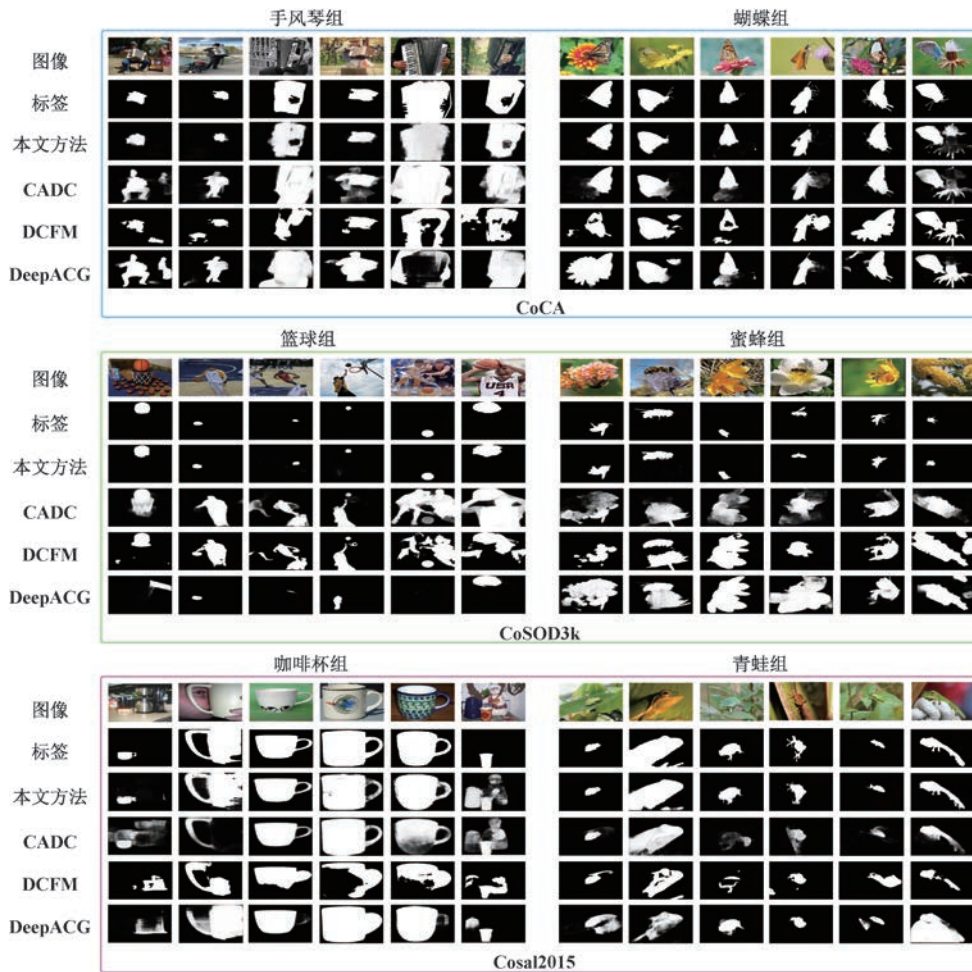 手风琴组 蝴蝶组
图像
标签
本文方法
CADC
DCFM
DeepACG
CoCA
篮球组 蜜蜂组
图像
USA
4
标签
本文方法
CADC
DCFM
DeepACG
CoSOD3k
咖啡杯组 青蛙组
图像
标签
本文方法
CADC
DCFM
DeepACG
Cosal2015